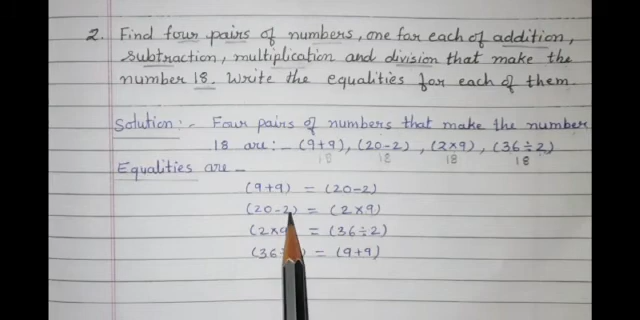 2. Find four pairs of numbers, one for each of addition,
subtraction, multiplication and division that make the
number 18. Write the equalities for each of them.
Solution:- Four pairs of numbers that make the number
18 are:- (9+9), (20-2), (2×9), (36÷2)
18 18 18 18
Equalities are
(9+9) = (20-2)
(20-2) = (2×9)
(2×9 = (36÷2)
(36÷ ) = (9+9)